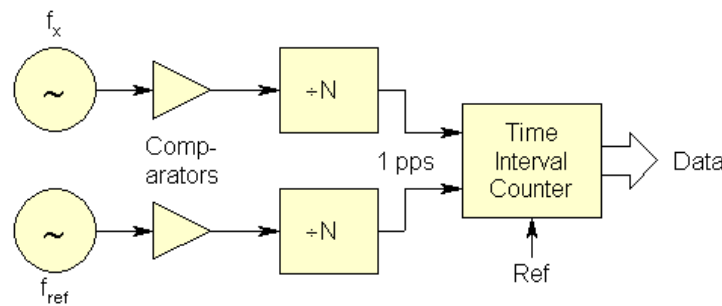 fx
~
÷N
Comp-
arators
1 pps
Time
Interval
Counter
Data
~
÷N
fref
Ref